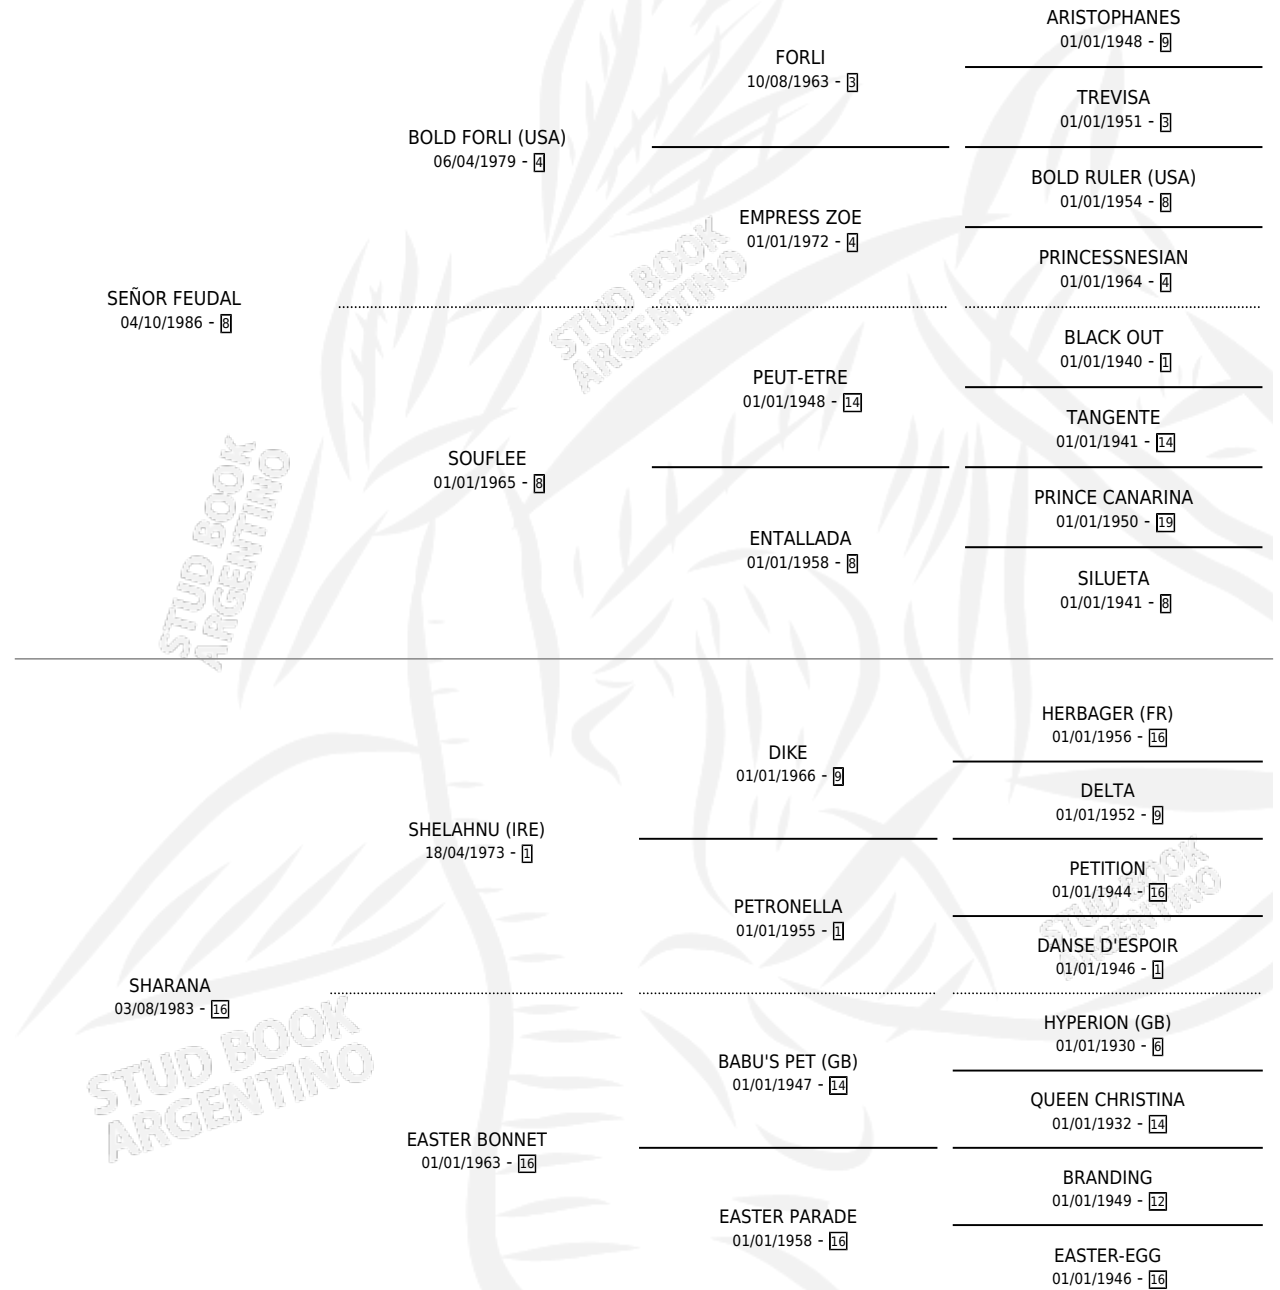 ARISTOPHANES
01/01/1948 - 9
FORLI
10/08/1963 - 3
TREVISA
01/01/1951 - 3
BOLD FORLI (USA)
06/04/1979 - 4
BOLD RULER (USA)
01/01/1954 - 8
EMPRESS ZOE
01/01/1972 - 4
PRINCESSNESIAN
01/01/1964 - 4
SEÑOR FEUDAL
04/10/1986 - 8
BLACK OUT
01/01/1940 - 1
PEUT-ETRE
01/01/1948 - 14
TANGENTE
01/01/1941 - 14
SOUFLEE
01/01/1965 - 8
PRINCE CANARINA
01/01/1950 - 19
ENTALLADA
01/01/1958 - 8
SILUETA
01/01/1941 - 8
HERBAGER (FR)
01/01/1956 - 16
DIKE
01/01/1966 - 9
DELTA
01/01/1952 - 9
SHELAHNU (IRE)
18/04/1973 - 1
PETITION
01/01/1944 - 16
PETRONELLA
01/01/1955 - 1
DANSE D'ESPOIR
01/01/1946 - 1
SHARANA
03/08/1983 - 16
HYPERION (GB)
01/01/1930 - 6
BABU'S PET (GB)
01/01/1947 - 14
QUEEN CHRISTINA
01/01/1932 - 14
EASTER BONNET
01/01/1963 - 16
BRANDING
01/01/1949 - 12
EASTER PARADE
01/01/1958 - 16
EASTER-EGG
01/01/1946 - 16
STUD BOOK
ARGENTINO
STUD BOOK
ARGENTINO
STUD BOOK
ARGENTINO
STUD BOOK
ARGENTINO